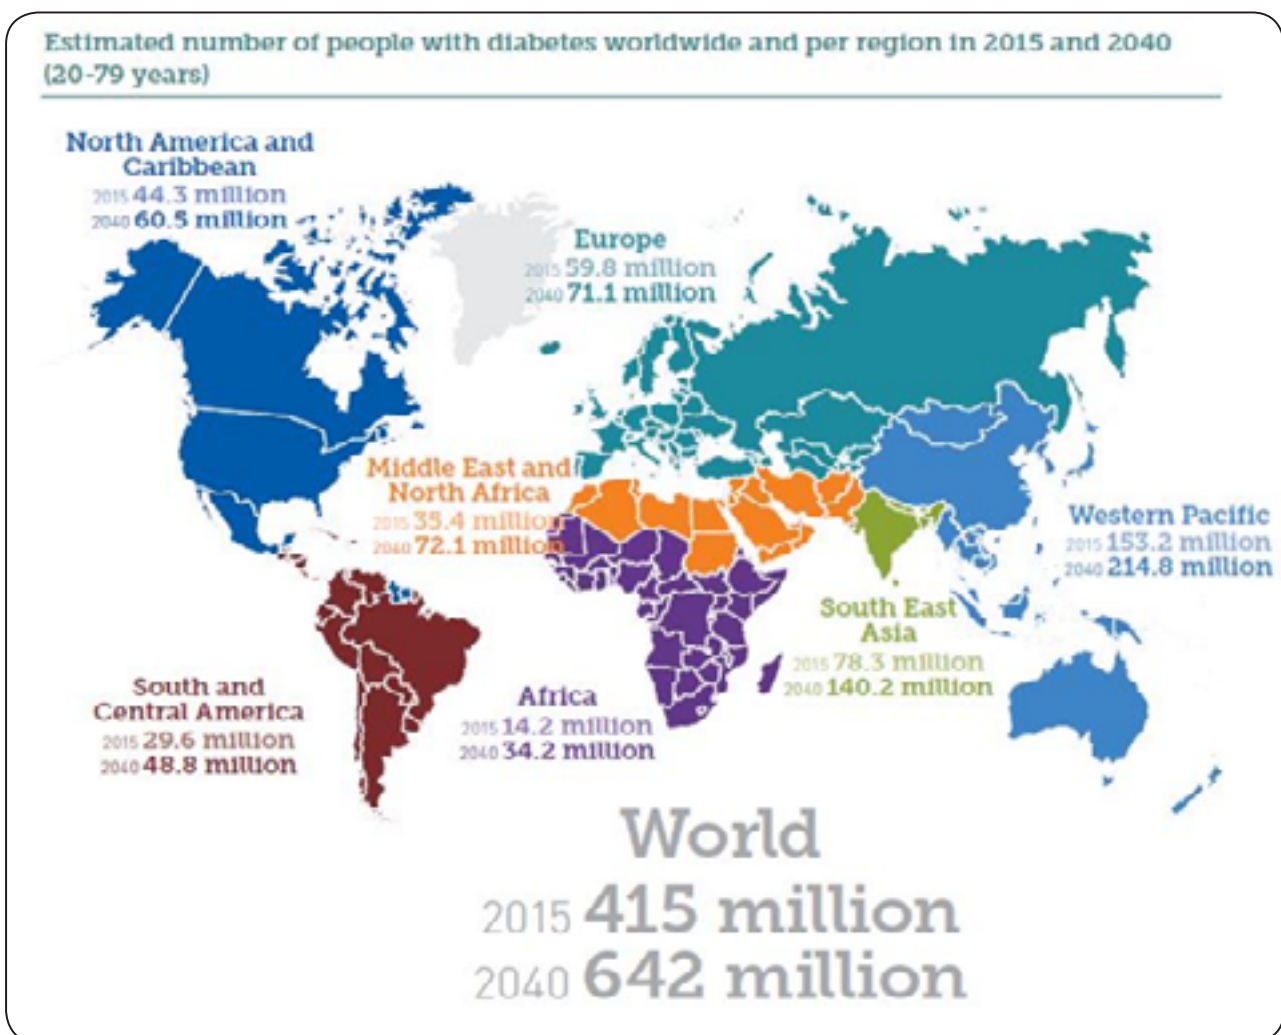 Estimated number of people with diabetes worldwide and per region in 2015 and 2040
(20-79 years)
North America and
Caribbean
2015 44.3 million
2040 60.5 million
Europe
2015 59.8 million
2040 71.1 million
Middle East and
North Africa
2015 35.4 million
2040 72.1 million
Western Pacific
2015 153.2 million
2040 214.8 million
South East
Asia
2015 78.3 million
2040 140.2 million
South and
Central America
2015 29.6 million
2040 48.8 million
Africa
2015 14.2 million
2040 34.2 million
World
2015 415 million
2040 642 million